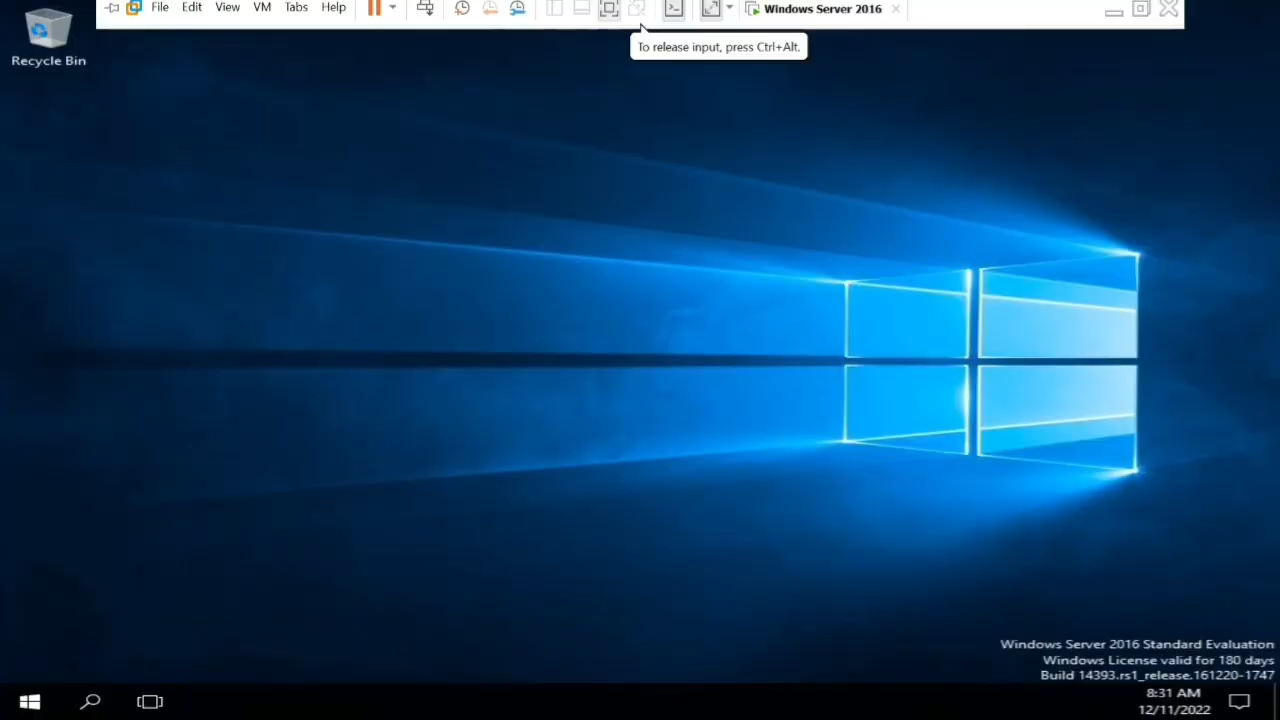 File Edit View VM Tabs Help Windows Server 2016
To release input, press Ctrl+Alt.
Recycle Bin
Windows Server 2016 Standard Evaluation
Windows License valid for 180 days
Build 14393.rs1_release.161220-1747
8:31 AM
12/11/2022